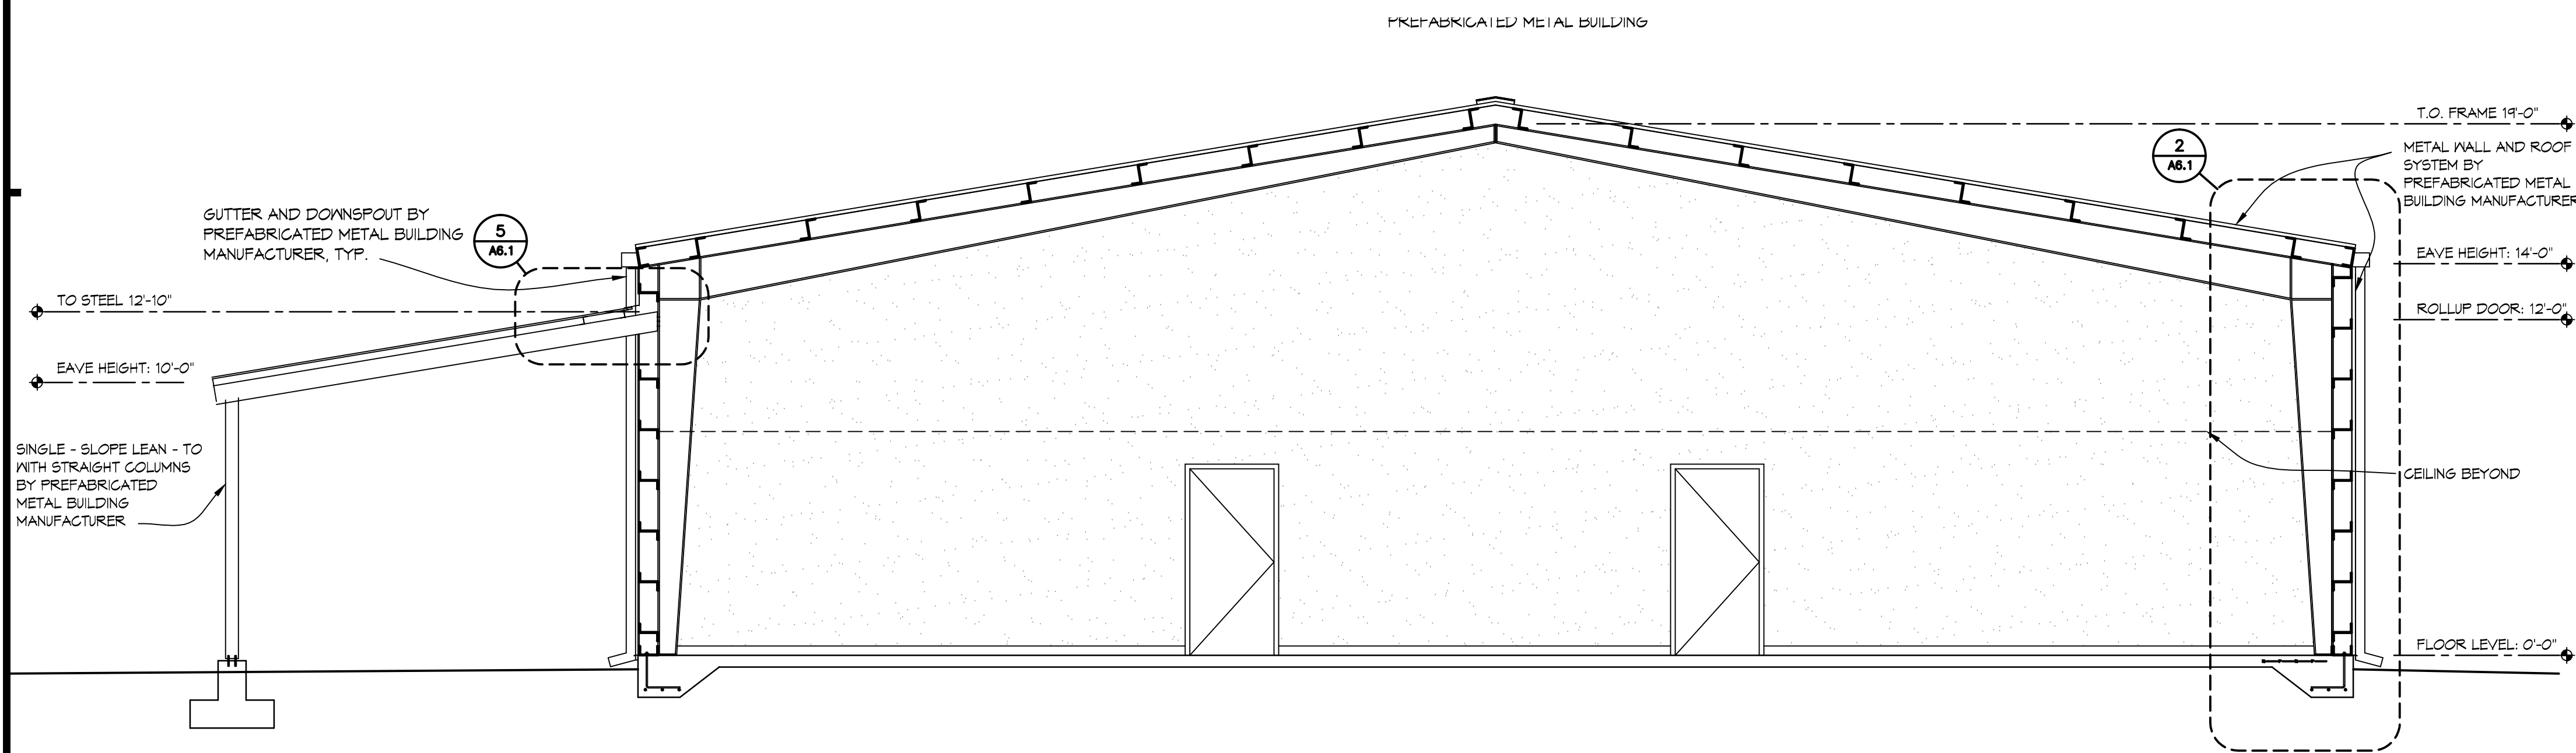 PREFABRICATED METAL BUILDING
T.O. FRAME 19'-0"
2
A6.1
METAL WALL AND ROOF
SYSTEM BY
PREFABRICATED METAL
BUILDING MANUFACTURER
GUTTER AND DOWNSPOUT BY
PREFABRICATED METAL BUILDING
MANUFACTURER, TYP.
5
A6.1
EAVE HEIGHT: 14'-0"
TO STEEL 12'-10"
ROLLUP DOOR: 12'-0"
EAVE HEIGHT: 10'-0"
SINGLE - SLOPE LEAN - TO
WITH STRAIGHT COLUMNS
BY PREFABRICATED
METAL BUILDING
MANUFACTURER
CEILING BEYOND
FLOOR LEVEL: 0'-0"